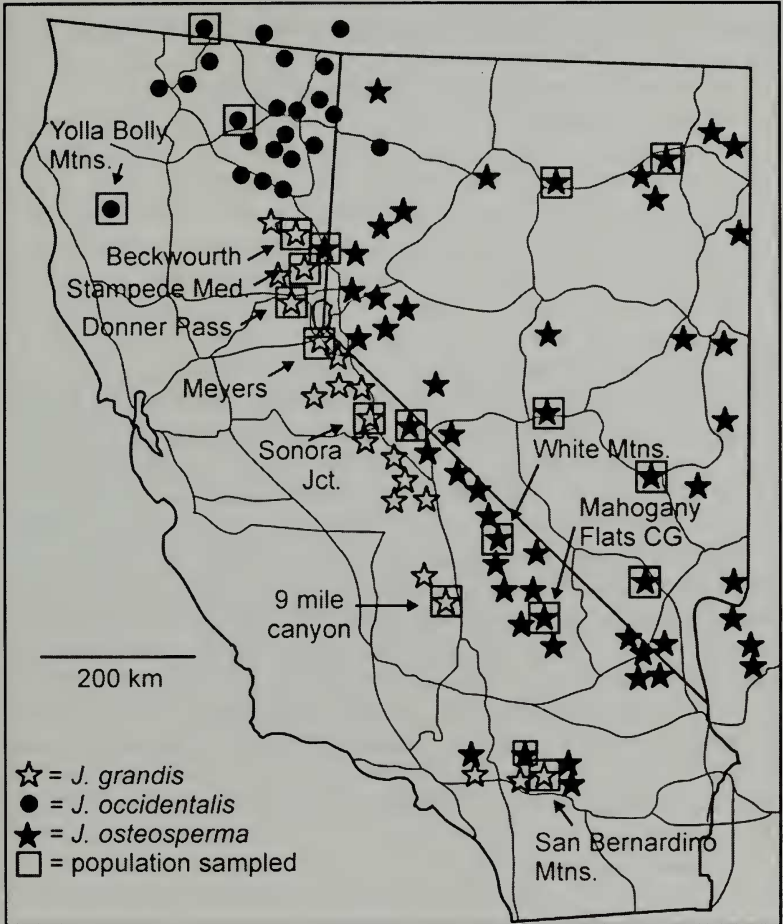 Yolla Bolly
Mtns.
Beckwourth
Stampede Med
Donner Pass
Meyers
Sonora
Jct.
White Mtns.
Mahogany
Flats CG
9 mile
canyon
200 km
= J. grandis
= J. occidentalis
= J. osteosperma
= population sampled
San Bernardino
Mtns.